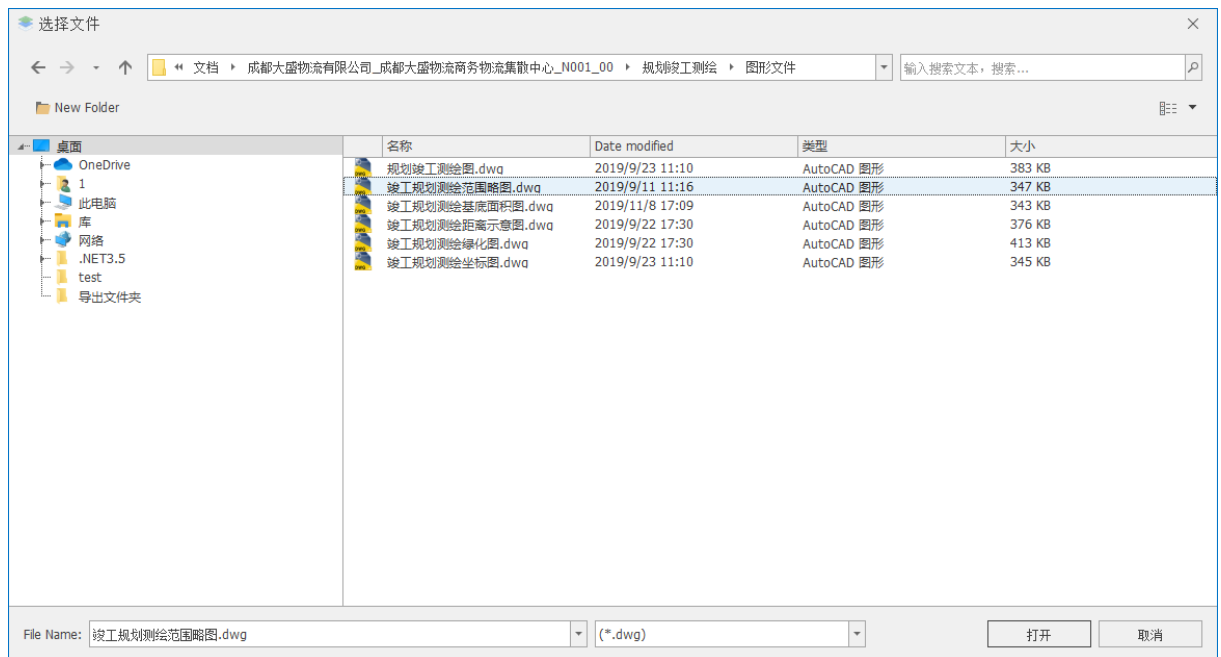 选择文件
文档 成都大盛物流有限公司_成都大盛物流商务物流集散中心_N001_00 规划竣工测绘 图形文件 输入搜索文本，搜索...
New Folder
桌面 名称 Date modified 类型 大小
OneDrive 规划竣工测绘图.dwg 2019/9/23 11:10 AutoCAD 图形 383 KB
1 竣工规划测绘范围略图.dwg 2019/9/11 11:16 AutoCAD 图形 347 KB
此电脑 竣工规划测绘基底面积图.dwg 2019/11/8 17:09 AutoCAD 图形 343 KB
库 竣工规划测绘距离示意图.dwg 2019/9/22 17:30 AutoCAD 图形 376 KB
网络 竣工规划测绘绿化图.dwg 2019/9/22 17:30 AutoCAD 图形 413 KB
.NET3.5 竣工规划测绘坐标图.dwg 2019/9/23 11:10 AutoCAD 图形 345 KB
test
导出文件夹
File Name: 竣工规划测绘范围略图.dwg (*.dwg) 打开 取消